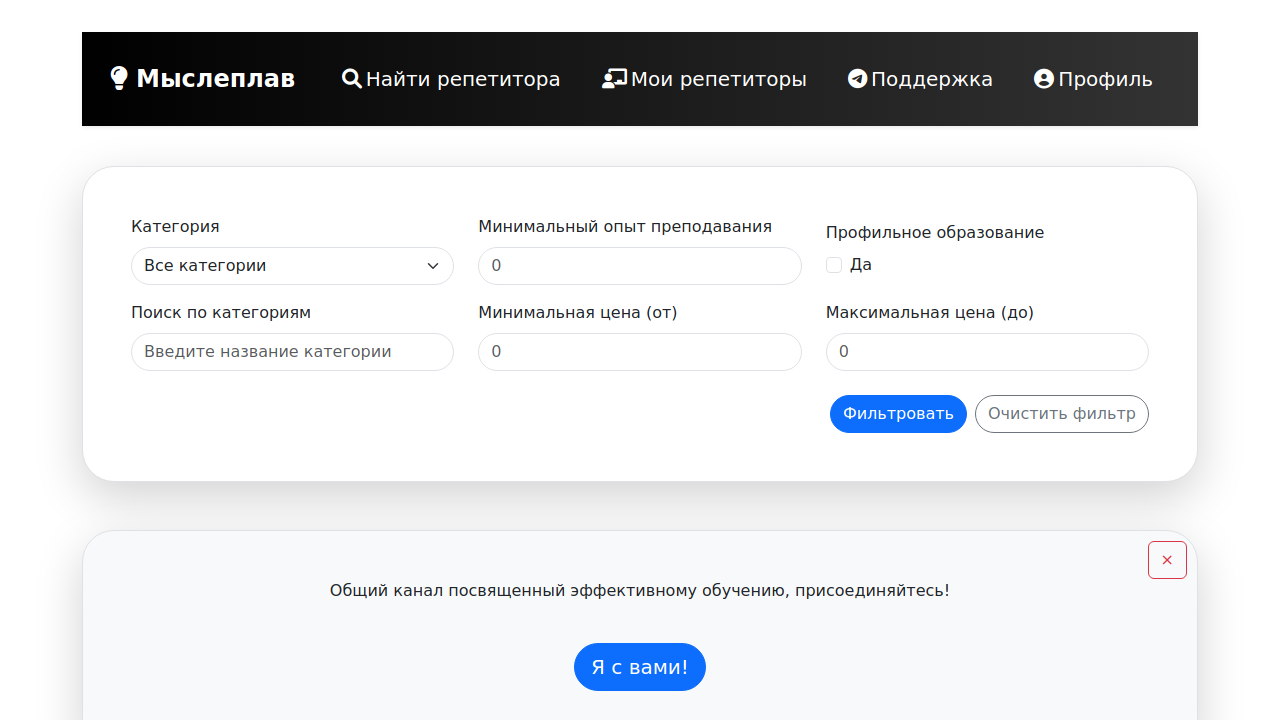 Мыслеплав Найти репетитора Мои репетиторы Поддержка Профиль
Категория Минимальный опыт преподавания Профильное образование
Все категории 0 Да
Поиск по категориям Минимальная цена (от) Максимальная цена (до)
Введите название категории 0 0
Фильтровать Очистить фильтр
Общий канал посвященный эффективному обучению, присоединяйтесь!
Я с вами!